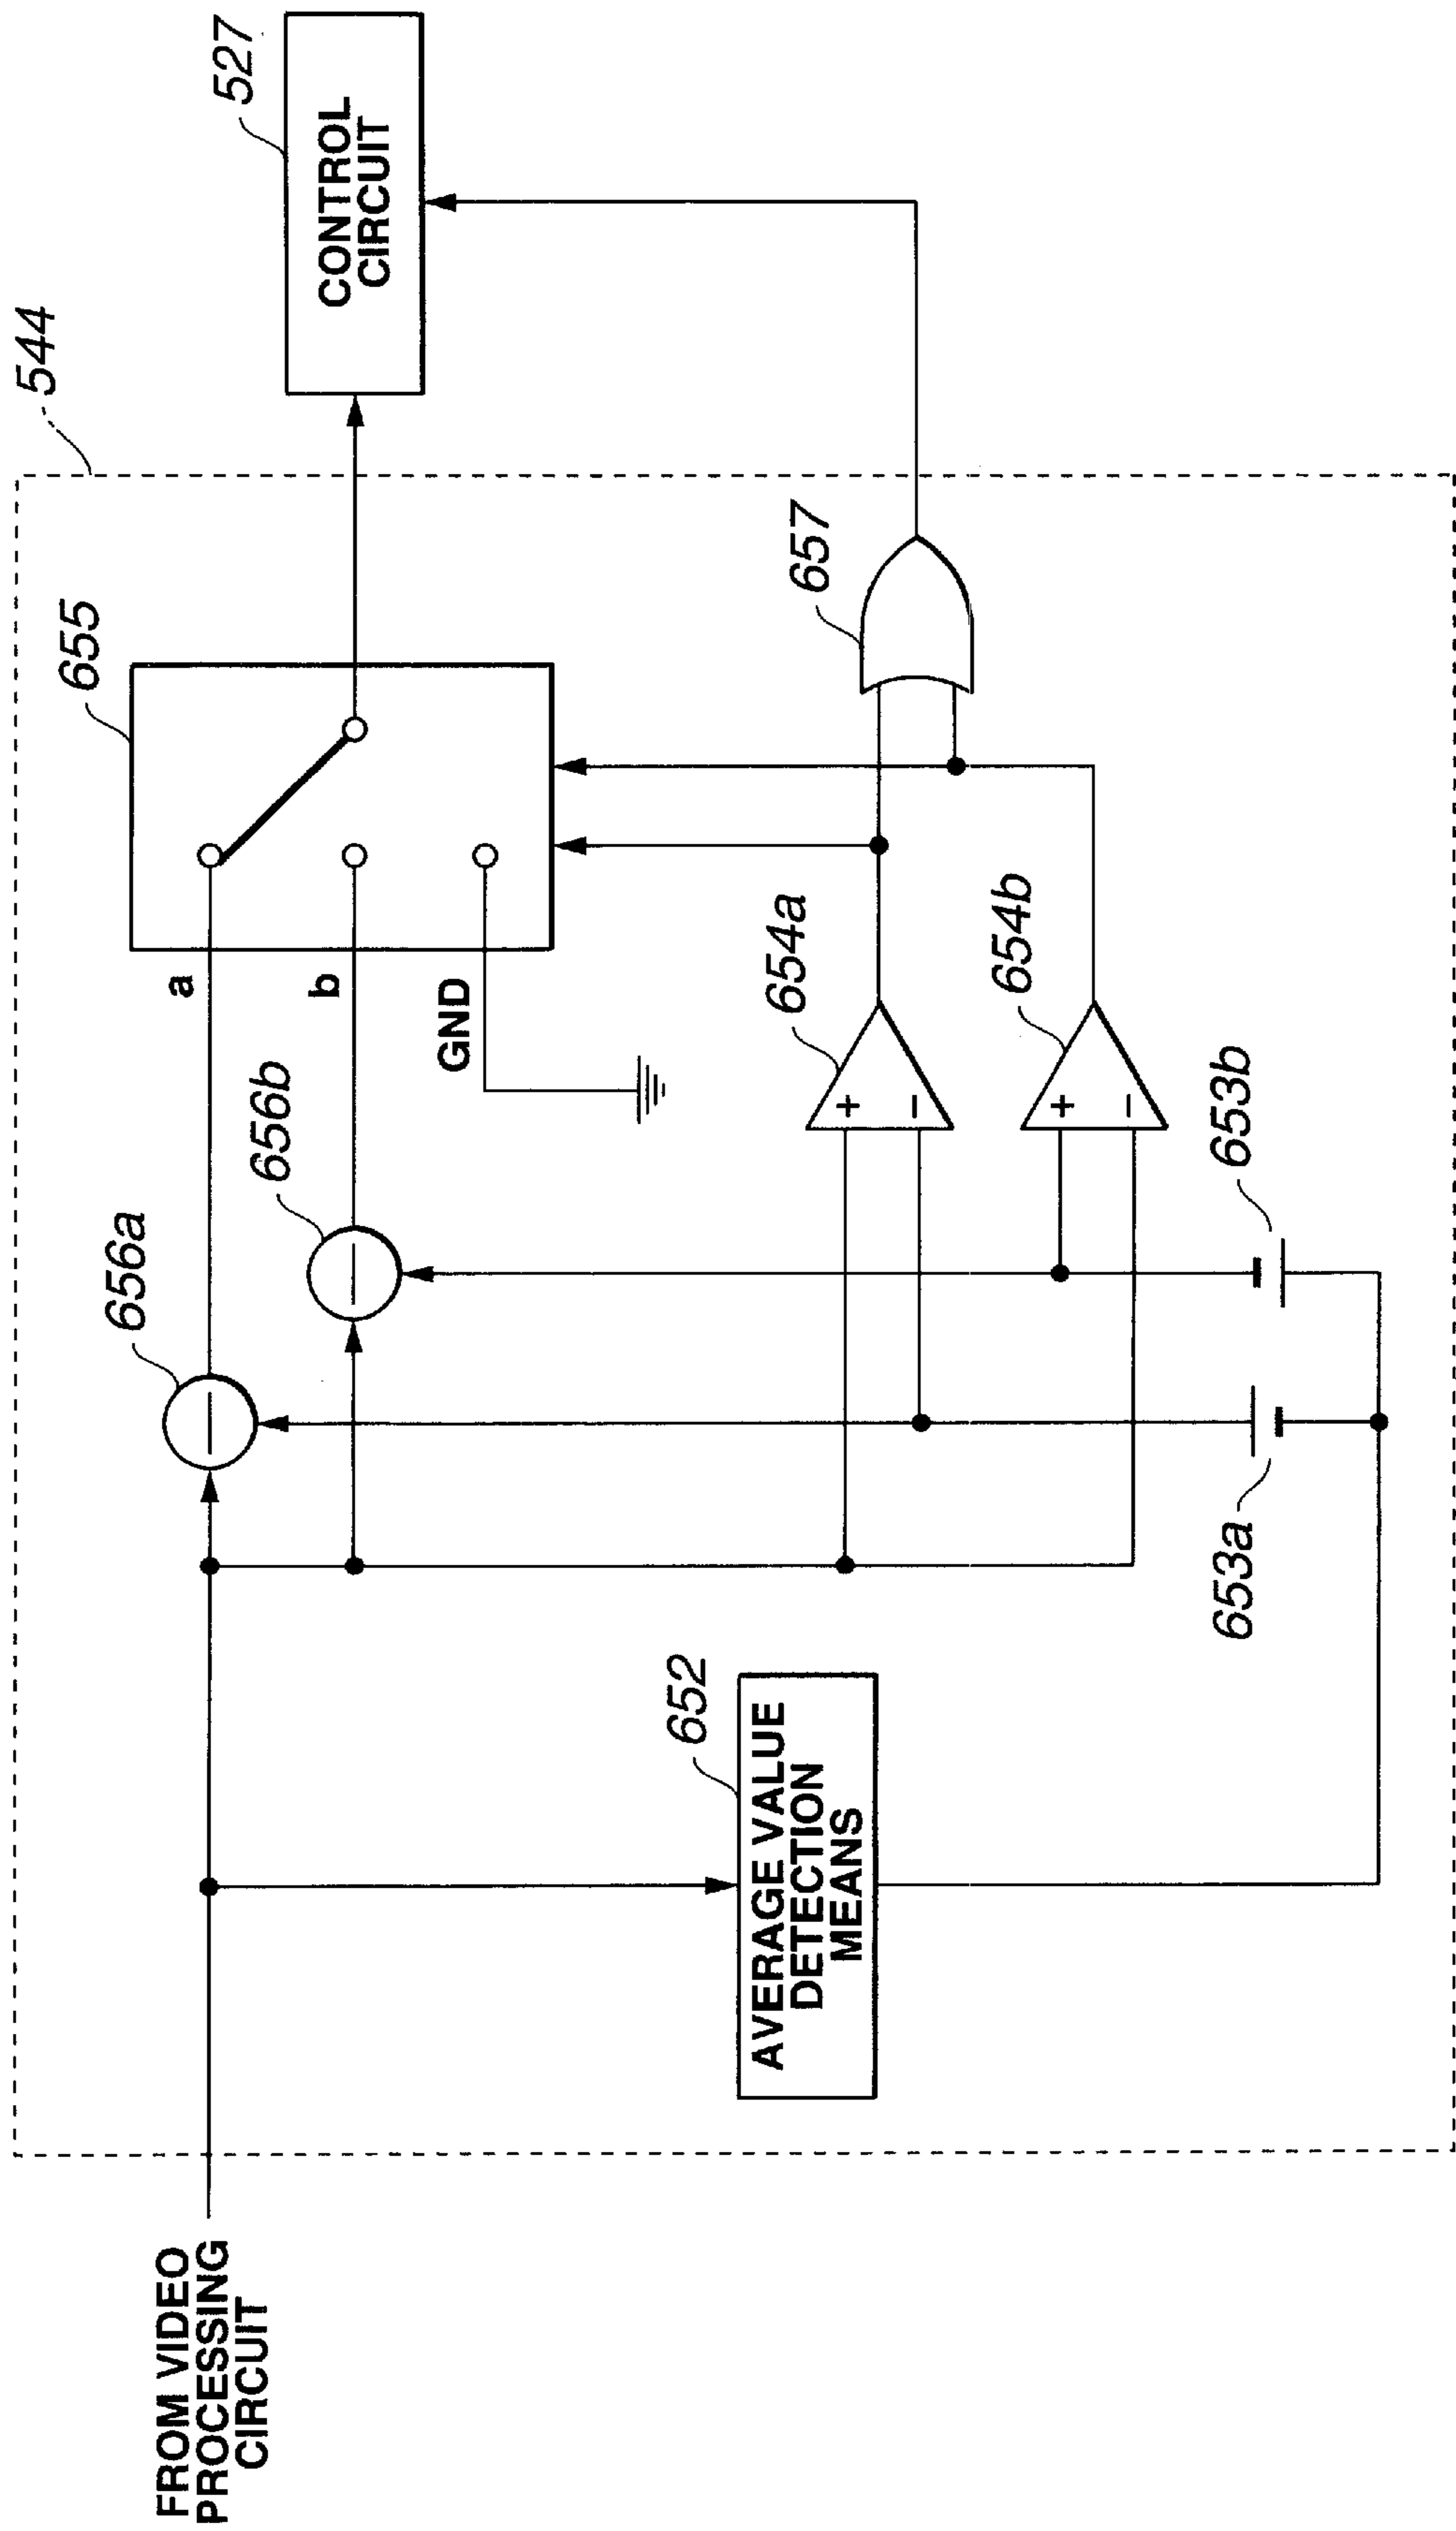 FROM VIDEO
PROCESSING
CIRCUIT
544
652
AVERAGE VALUE
DETECTION
MEANS
656a
656b
a
b
GND
655
653a
653b
654a
+
−
654b
+
−
657
527
CONTROL
CIRCUIT